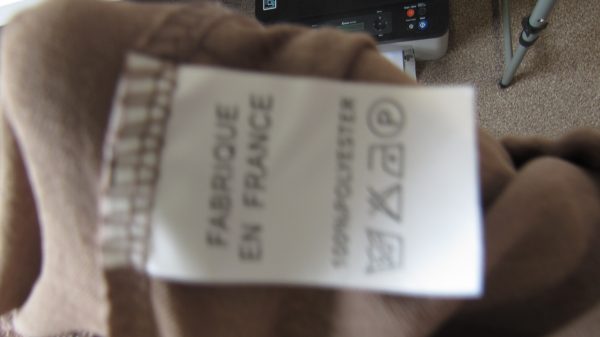 FABRIQUE
EN FRANCE
100%POLYESTER
P